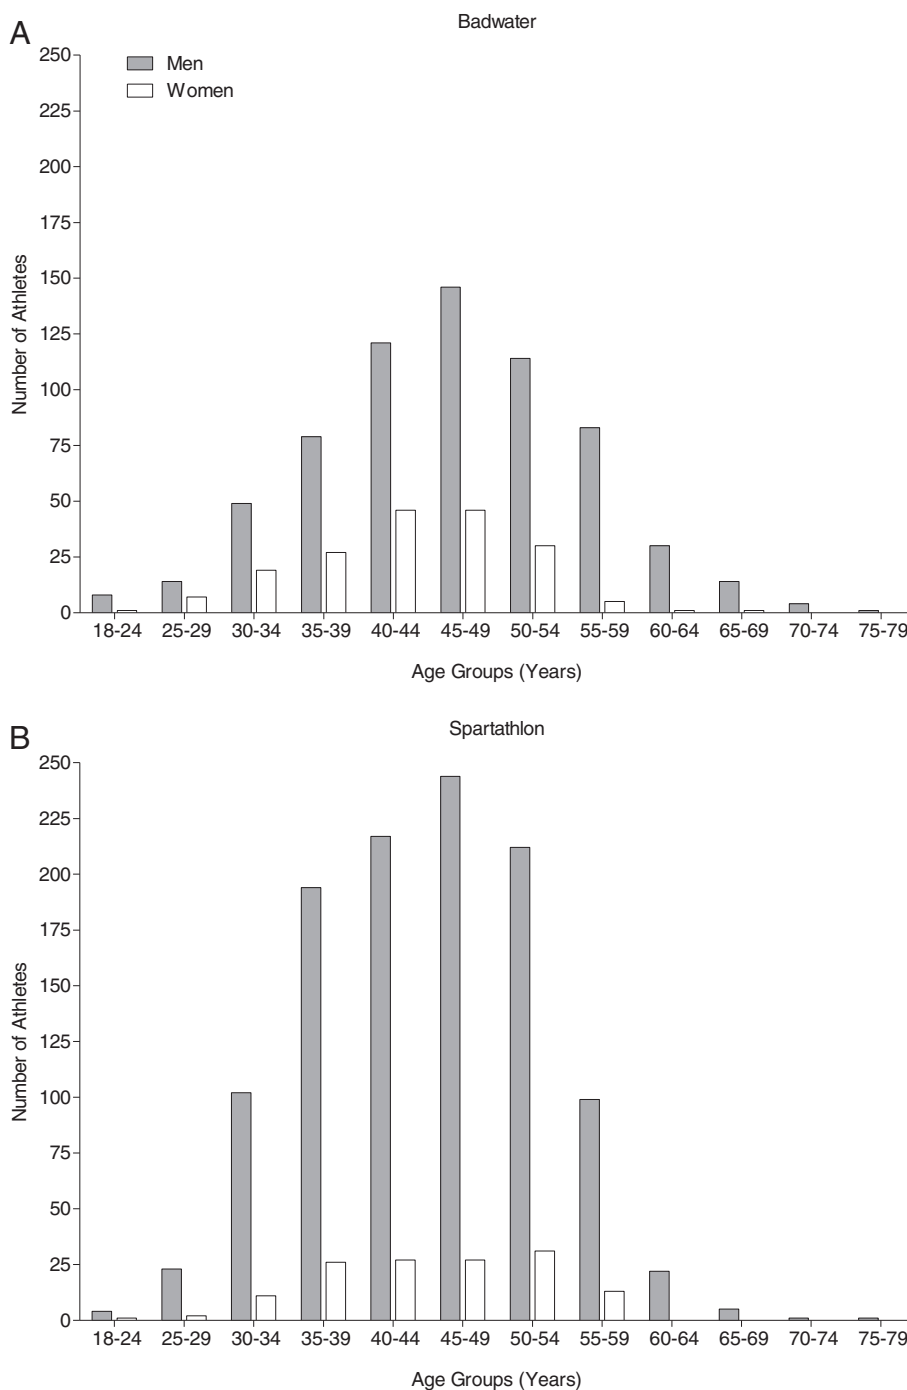 A
Badwater
250
225
200
175
150
125
100
75
50
25
0
Number of Athletes
Men
Women
18-24 25-29 30-34 35-39 40-44 45-49 50-54 55-59 60-64 65-69 70-74 75-79
Age Groups (Years)
B
Spartathlon
250
225
200
175
150
125
100
75
50
25
0
Number of Athletes
18-24 25-29 30-34 35-39 40-44 45-49 50-54 55-59 60-64 65-69 70-74 75-79
Age Groups (Years)